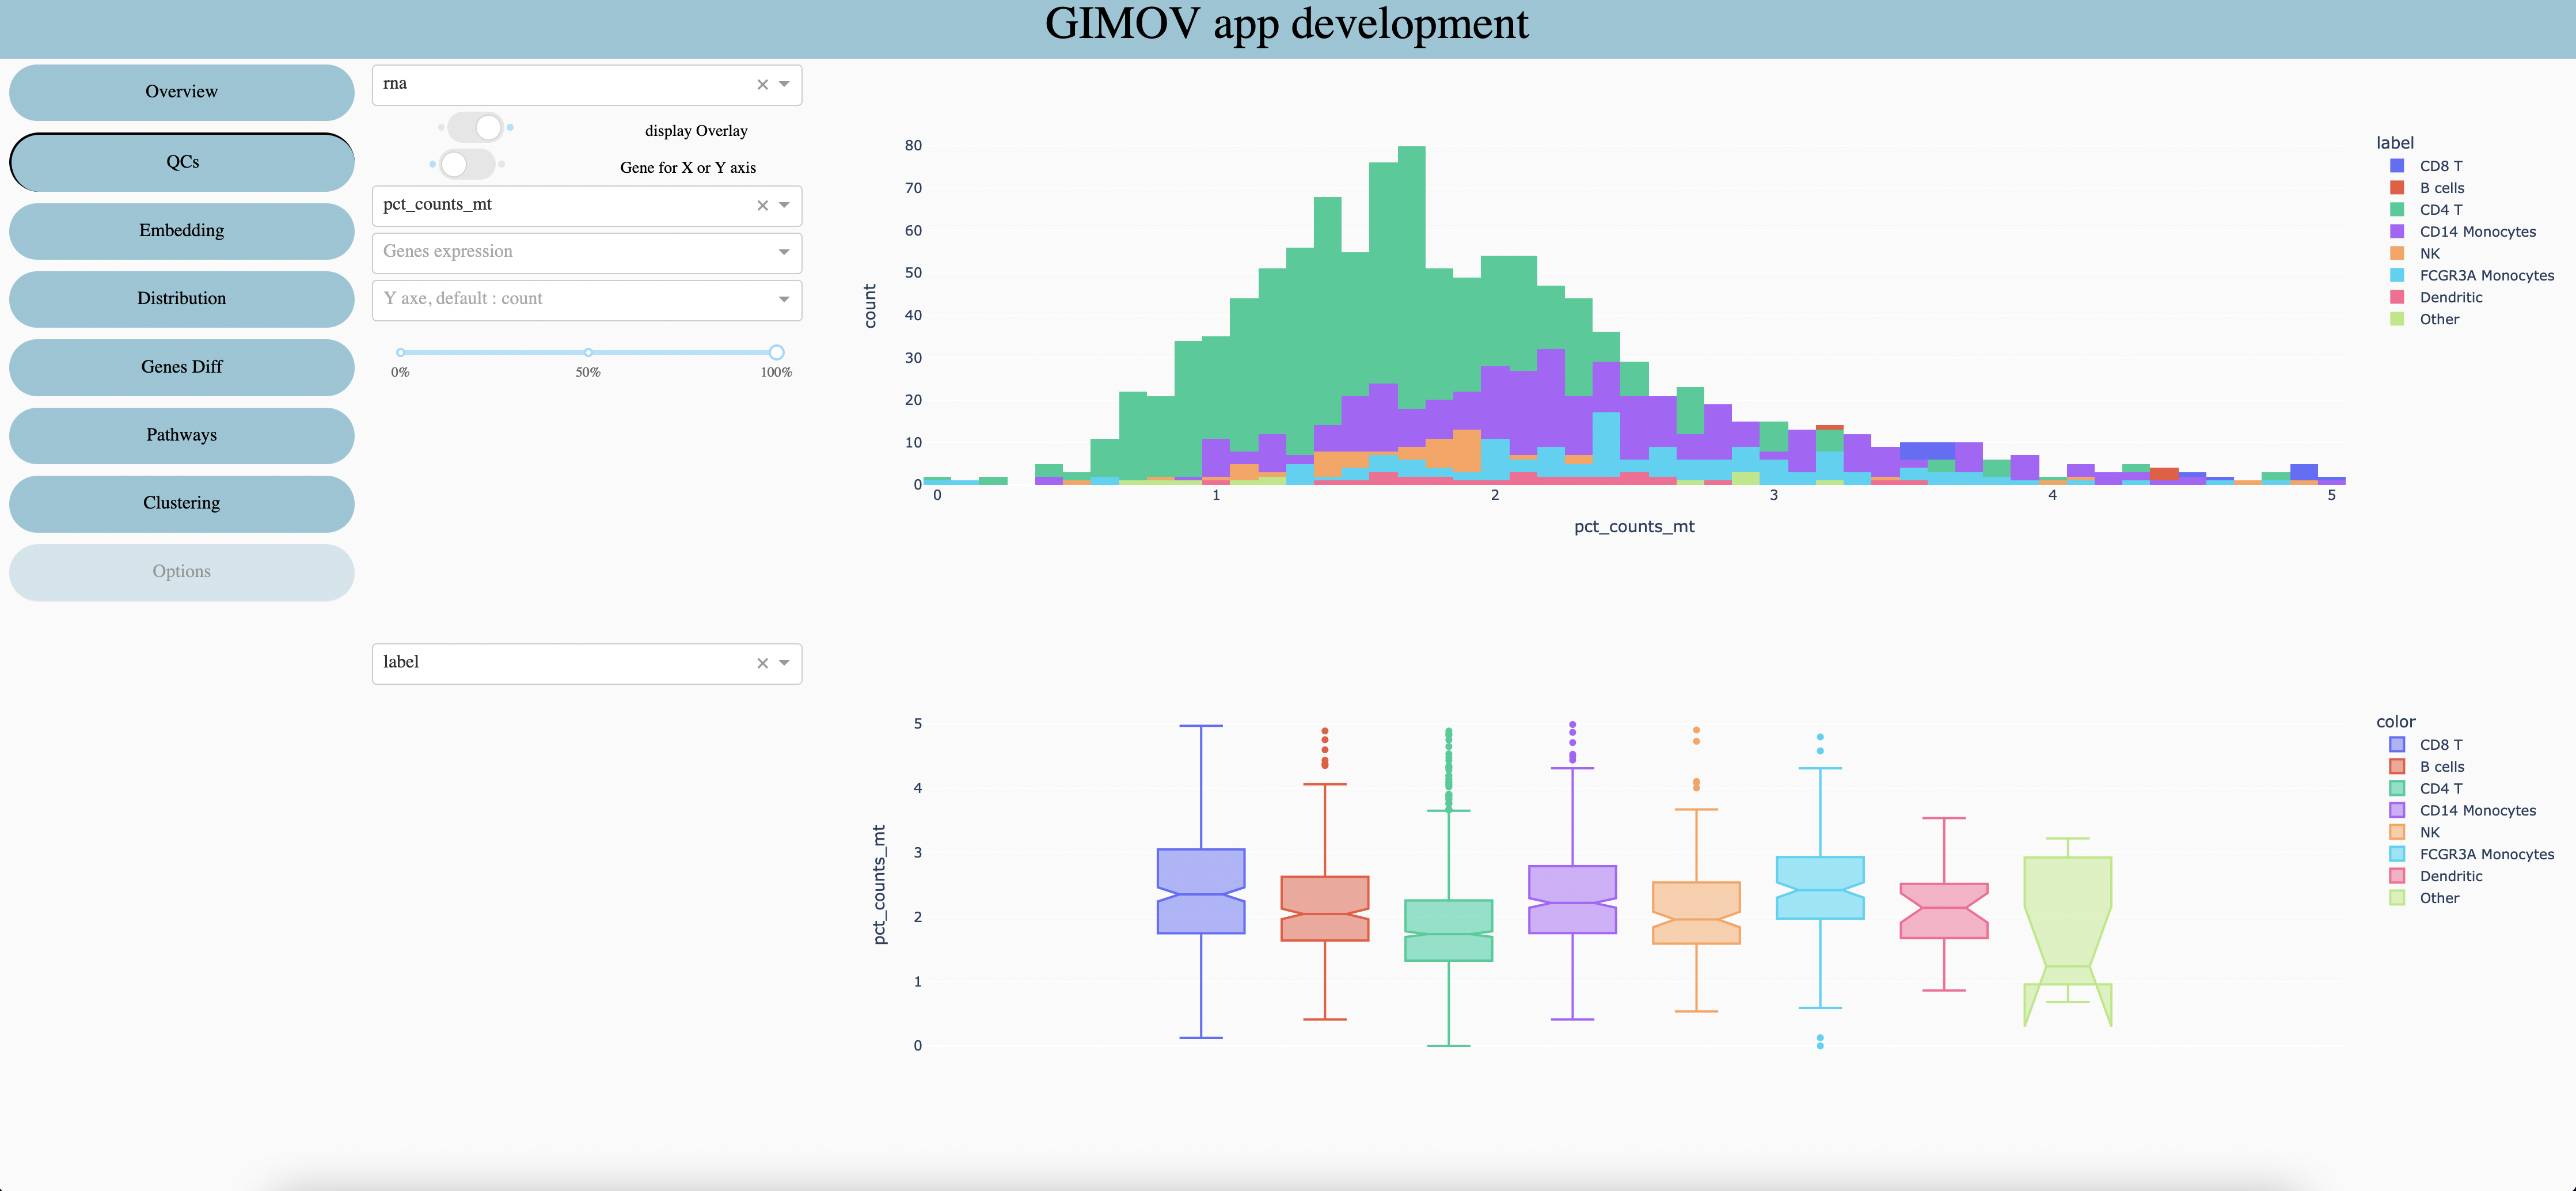 GIMOV app development
Overview
QCs
Embedding
Distribution
Genes Diff
Pathways
Clustering
Options
rna
display Overlay
Gene for X or Y axis
pct_counts_mt
Genes expression
Y axe, default : count
0% 50% 100%
label
80
70
60
50
40
30
20
10
0
count
0 1 2 3 4 5
pct_counts_mt
label
CD8 T
B cells
CD4 T
CD14 Monocytes
NK
FCGR3A Monocytes
Dendritic
Other
5
4
3
2
1
0
pct_counts_mt
color
CD8 T
B cells
CD4 T
CD14 Monocytes
NK
FCGR3A Monocytes
Dendritic
Other